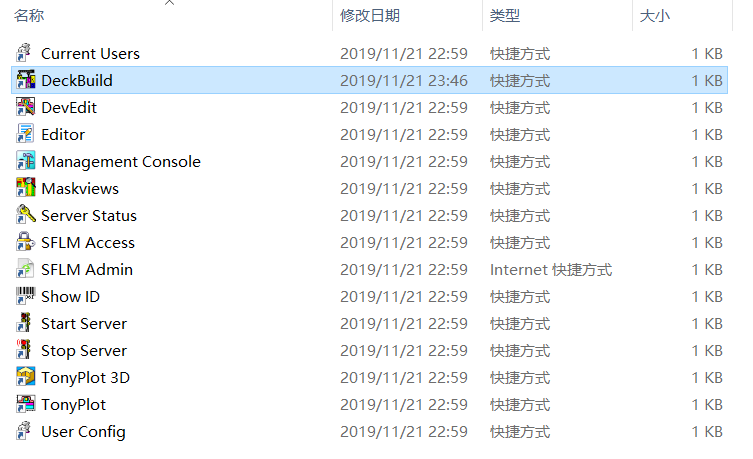 名称 修改日期 类型 大小
Current Users 2019/11/21 22:59 快捷方式 1 KB
DeckBuild 2019/11/21 23:46 快捷方式 1 KB
DevEdit 2019/11/21 22:59 快捷方式 1 KB
Editor 2019/11/21 22:59 快捷方式 1 KB
Management Console 2019/11/21 22:59 快捷方式 1 KB
Maskviews 2019/11/21 22:59 快捷方式 1 KB
Server Status 2019/11/21 22:59 快捷方式 1 KB
SFLM Access 2019/11/21 22:59 快捷方式 1 KB
SFLM Admin 2019/11/21 22:59 Internet 快捷方式 1 KB
Show ID 2019/11/21 22:59 快捷方式 1 KB
Start Server 2019/11/21 22:59 快捷方式 1 KB
Stop Server 2019/11/21 22:59 快捷方式 1 KB
TonyPlot 3D 2019/11/21 22:59 快捷方式 1 KB
TonyPlot 2019/11/21 22:59 快捷方式 1 KB
User Config 2019/11/21 22:59 快捷方式 1 KB